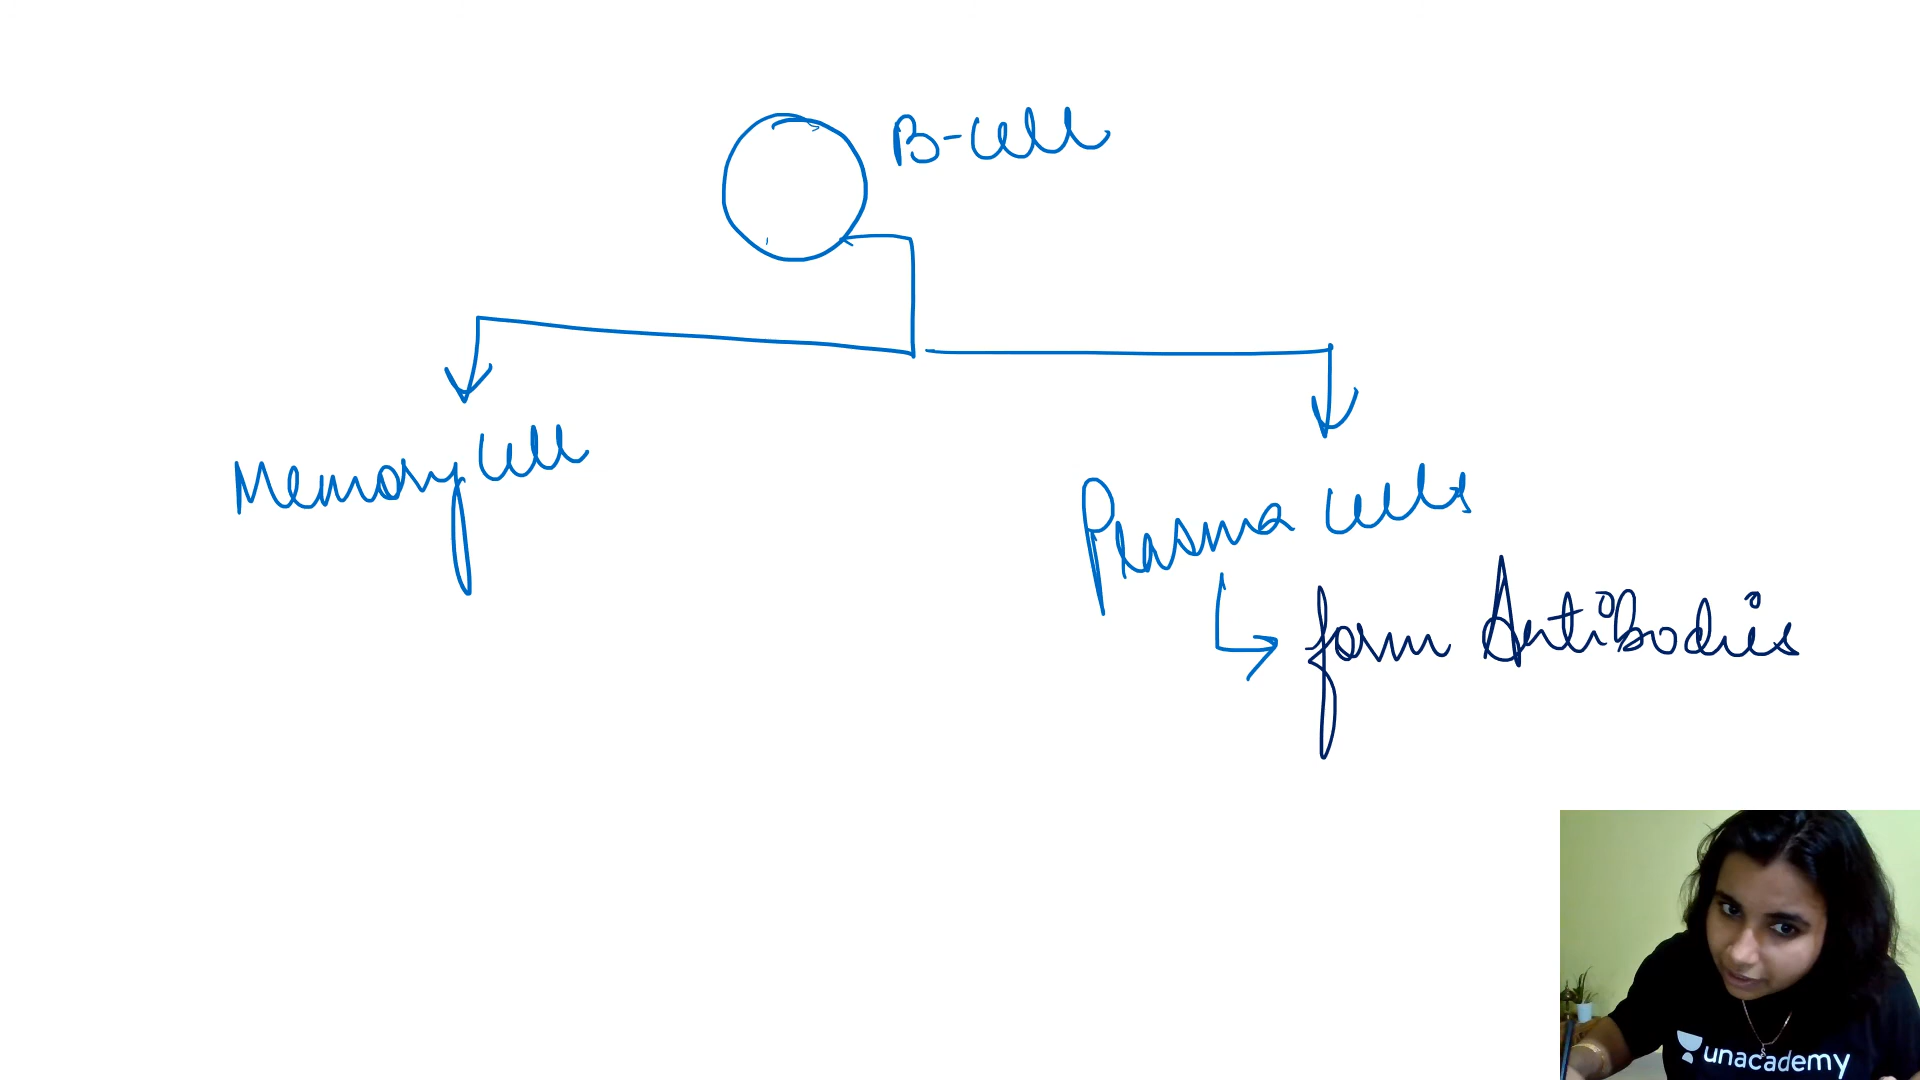 B-cell
Memory cell
Plasma cells
form AntiBodies
unacademy